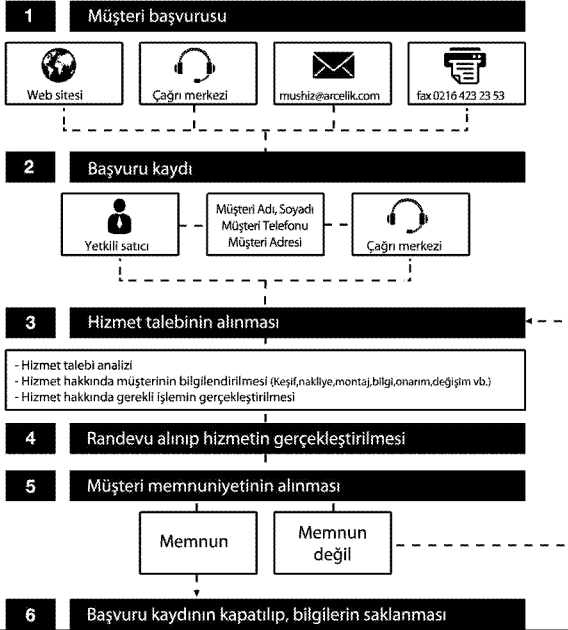 1 Müşteri başvurusu
Web sitesi
Çağrı merkezi
mushiz@arcelik.com
fax 0216 423 23 53
2 Başvuru kaydı
Yetkili satıcı
Müşteri Adı, Soyadı
Müşteri Telefonu
Müşteri Adresi
Çağrı merkezi
3 Hizmet talebinin alınması
- Hizmet talebi analizi
- Hizmet hakkında müşterinin bilgilendirilmesi (Keşif,nakliye,montaj,bilgi,onarım,değişim vb.)
- Hizmet hakkında gerekli işlemin gerçekleştirilmesi
4 Randevu alınıp hizmetin gerçekleştirilmesi
5 Müşteri memnuniyetinin alınması
Memnun
Memnun
değil
6 Başvuru kaydının kapatılıp, bilgilerin saklanması